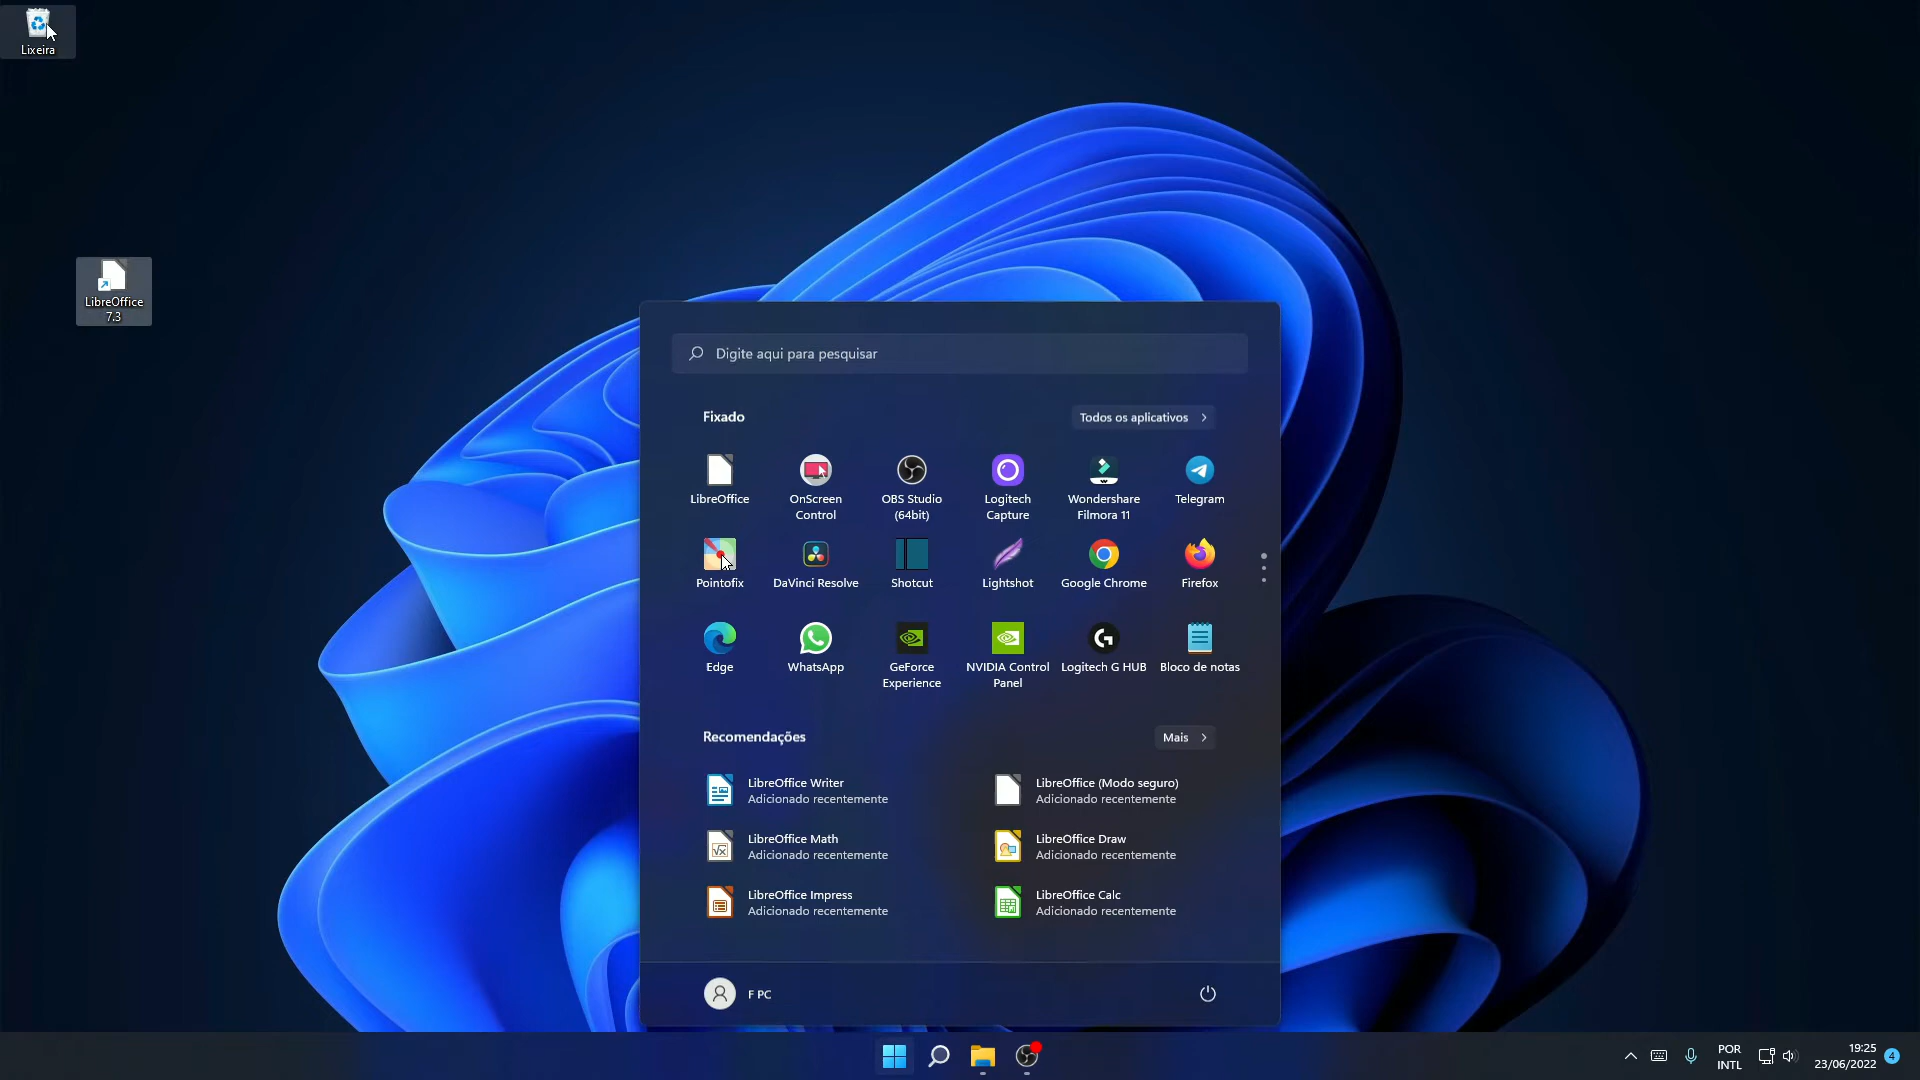 Lixeira
LibreOffice
7.3
Digite aqui para pesquisar
Fixado
Todos os aplicativos
LibreOffice
OnScreen
Control
OBS Studio
(64bit)
Logitech
Capture
Wondershare
Filmora 11
Telegram
Pointofix
DaVinci Resolve
Shotcut
Lightshot
Google Chrome
Firefox
Edge
WhatsApp
GeForce
Experience
NVIDIA Control
Panel
Logitech G HUB
Bloco de notas
Recomendações
Mais
LibreOffice Writer
Adicionado recentemente
LibreOffice (Modo seguro)
Adicionado recentemente
LibreOffice Math
Adicionado recentemente
LibreOffice Draw
Adicionado recentemente
LibreOffice Impress
Adicionado recentemente
LibreOffice Calc
Adicionado recentemente
F PC
POR
INTL
19:25
23/06/2022
4